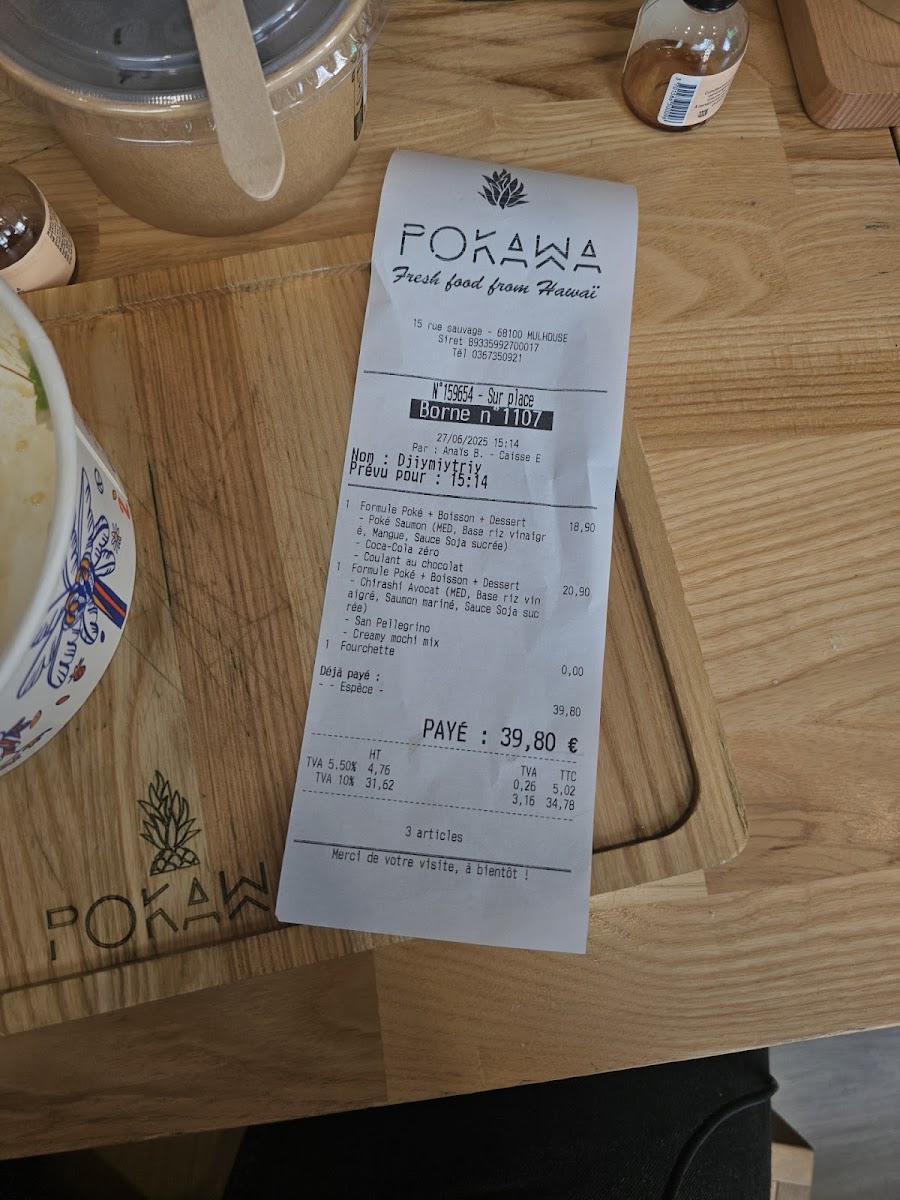 POKAWA
Fresh food from Hawaï
15 rue sauvage - 68100 MULHOUSE
Siret 89335992700017
Tél 0367350921
N°159654 - Sur place
Borne n°1107
27/06/2025 15:14
Par : Anaïs B. - Caisse E
Nom : Djiymiytriy
Prévu pour : 15:14
1 Formule Poké + Boisson + Dessert 18,90
- Poké Saumon (MED, Base riz vinaigr
é, Mangue, Sauce Soja sucrée)
- Coca-Cola zéro
- Coulant au chocolat
1 Formule Poké + Boisson + Dessert 20,90
- Chirashi Avocat (MED, Base riz vin
aigré, Saumon mariné, Sauce Soja suc
rée)
- San Pellegrino
- Creamy mochi mix
1 Fourchette 0,00
Déjà payé :
- - Espèce - 39,80
PAYÉ : 39,80 €
HT TVA TTC
TVA 5.50% 4,76 0,26 5,02
TVA 10% 31,62 3,16 34,78
3 articles
Merci de votre visite, à bientôt !
POKAW